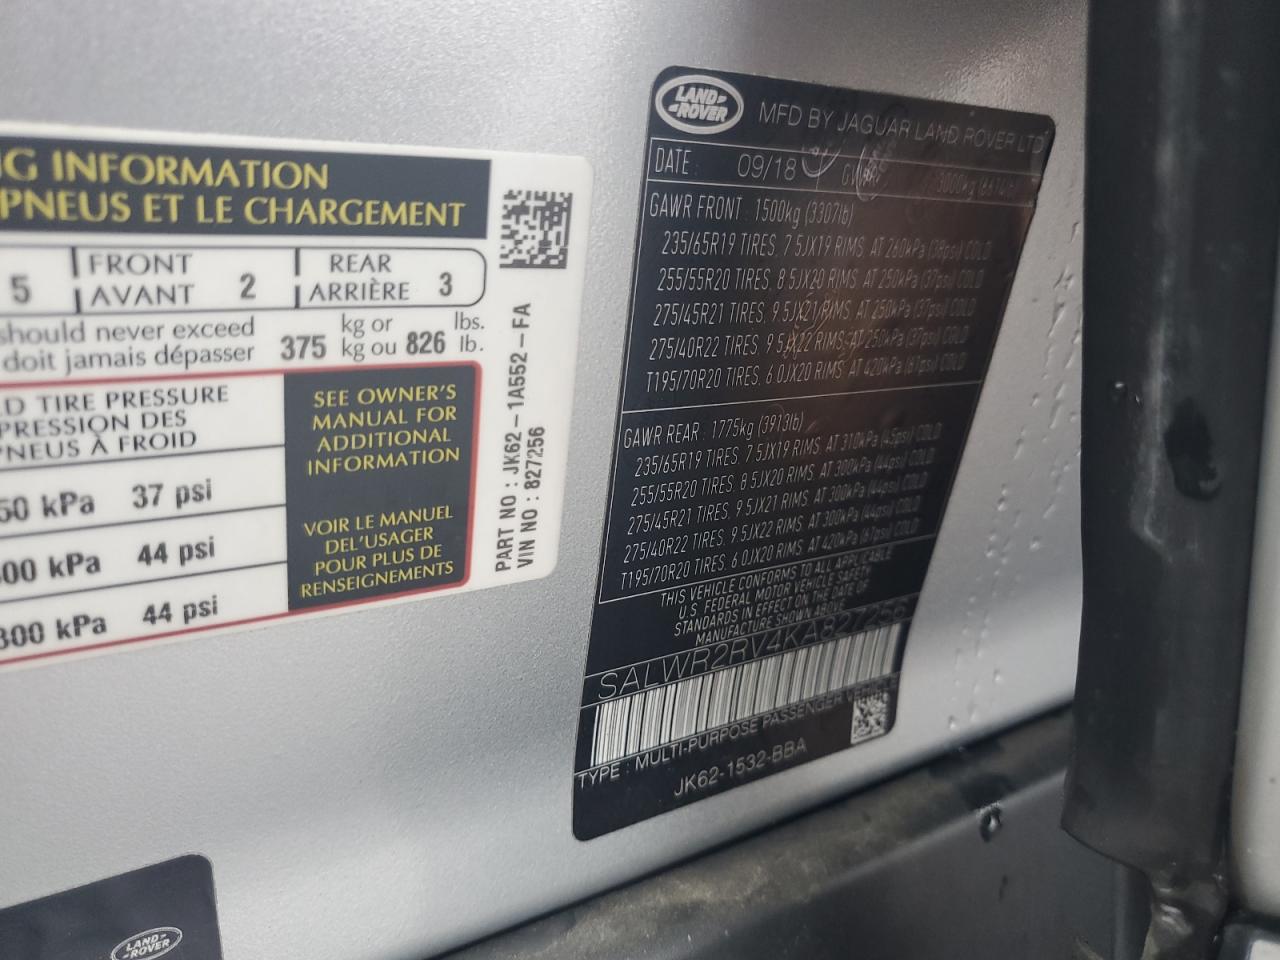 NG INFORMATION
PNEUS ET LE CHARGEMENT
5 FRONT AVANT 2 REAR ARRIÈRE 3
should never exceed
doit jamais dépasser
375 kg or kg ou 826 lbs. lb.
D TIRE PRESSURE
PRESSION DES
PNEUS À FROID
50 kPa 37 psi
00 kPa 44 psi
300 kPa 44 psi
SEE OWNER'S
MANUAL FOR
ADDITIONAL
INFORMATION
VOIR LE MANUEL
DEL'USAGER
POUR PLUS DE
RENSEIGNEMENTS
PART NO : JK62-1A552-FA
VIN NO : 827256
LAND ROVER
MFD BY JAGUAR LAND ROVER LTD
DATE : 09/18 3000kg
GAWR FRONT : 1500kg (3307lb)
235/65R19 TIRES, 7.5JX19 RIMS, AT 260kPa (38psi) COLD
255/55R20 TIRES, 8.5JX20 RIMS, AT 250kPa (37psi) COLD
275/45R21 TIRES, 9.5JX21 RIMS, AT 250kPa (37psi) COLD
275/40R22 TIRES, 9.5JX22 RIMS, AT 250kPa (37psi) COLD
T195/70R20 TIRES, 6.0JX20 RIMS, AT 420kPa (61psi) COLD
GAWR REAR : 1775kg (3913lb)
235/65R19 TIRES, 7.5JX19 RIMS, AT 310kPa (45psi) COLD
255/55R20 TIRES, 8.5JX20 RIMS, AT 300kPa (44psi) COLD
275/45R21 TIRES, 9.5JX21 RIMS, AT 300kPa (44psi) COLD
275/40R22 TIRES, 9.5JX22 RIMS, AT 300kPa (44psi) COLD
T195/70R20 TIRES, 6.0JX20 RIMS, AT 420kPa (61psi) COLD
THIS VEHICLE CONFORMS TO ALL APPLICABLE
U.S. FEDERAL MOTOR VEHICLE SAFETY
STANDARDS IN EFFECT ON THE DATE OF
MANUFACTURE SHOWN ABOVE
SALWR2RV4KA827256
TYPE : MULTI-PURPOSE PASSENGER VEHICLE
JK62-1532-BBA
LAND ROVER